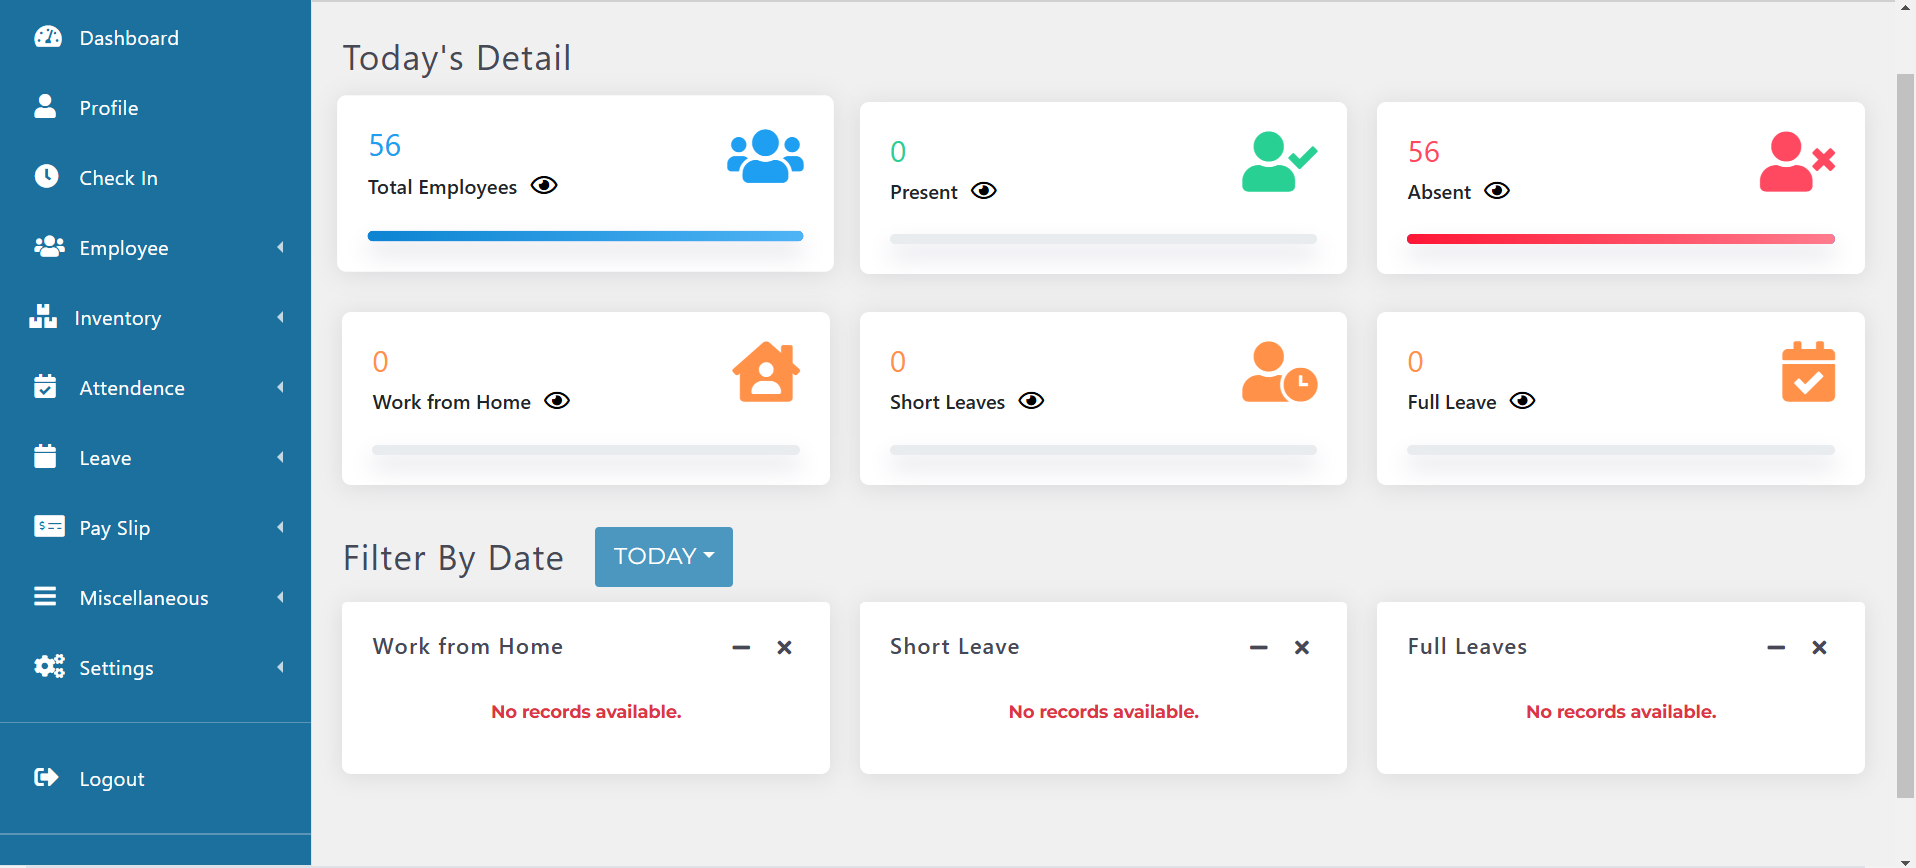 Dashboard
Profile
Check In
Employee
Inventory
Attendence
Leave
Pay Slip
Miscellaneous
Settings
Logout
Today's Detail
56
Total Employees
0
Present
56
Absent
0
Work from Home
0
Short Leaves
0
Full Leave
Filter By Date
TODAY
Work from Home
No records available.
Short Leave
No records available.
Full Leaves
No records available.